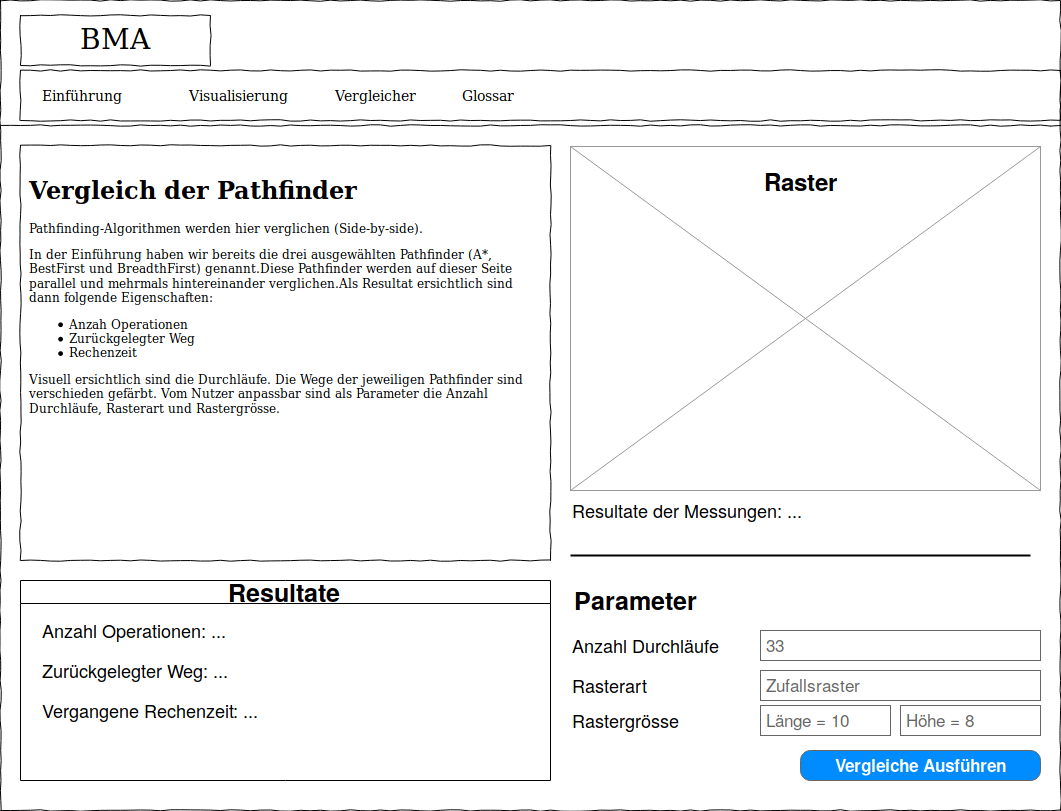 BMA
Einführung Visualisierung Vergleicher Glossar
Vergleich der Pathfinder
Pathfinding-Algorithmen werden hier verglichen (Side-by-side).
In der Einführung haben wir bereits die drei ausgewählten Pathfinder (A*,
BestFirst und BreadthFirst) genannt.Diese Pathfinder werden auf dieser Seite
parallel und mehrmals hintereinander verglichen.Als Resultat ersichtlich sind
dann folgende Eigenschaften:
• Anzah Operationen
• Zurückgelegter Weg
• Rechenzeit
Visuell ersichtlich sind die Durchläufe. Die Wege der jeweiligen Pathfinder sind
verschieden gefärbt. Vom Nutzer anpassbar sind als Parameter die Anzahl
Durchläufe, Rasterart und Rastergrösse.
Raster
Resultate der Messungen: ...
Resultate
Anzahl Operationen: ...
Zurückgelegter Weg: ...
Vergangene Rechenzeit: ...
Parameter
Anzahl Durchläufe 33
Rasterart Zufallsraster
Rastergrösse Länge = 10 Höhe = 8
Vergleiche Ausführen